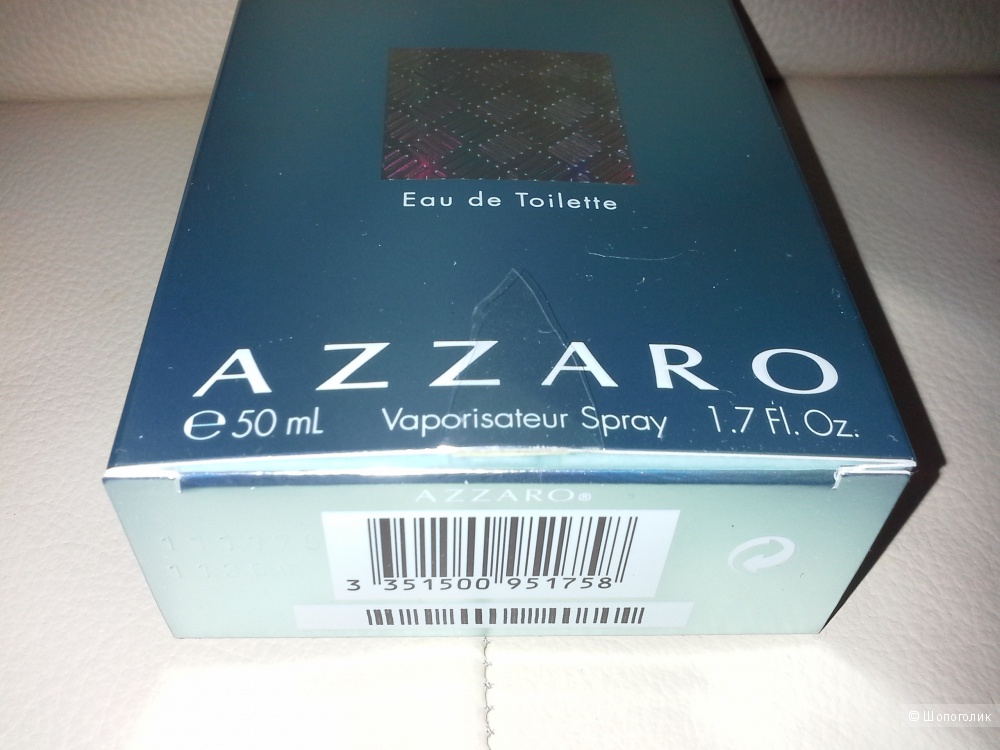 Eau de Toilette
AZZARO
℮ 50 mL Vaporisateur Spray 1.7 Fl. Oz.
AZZARO®
3 351500 951758
© Шопоголик